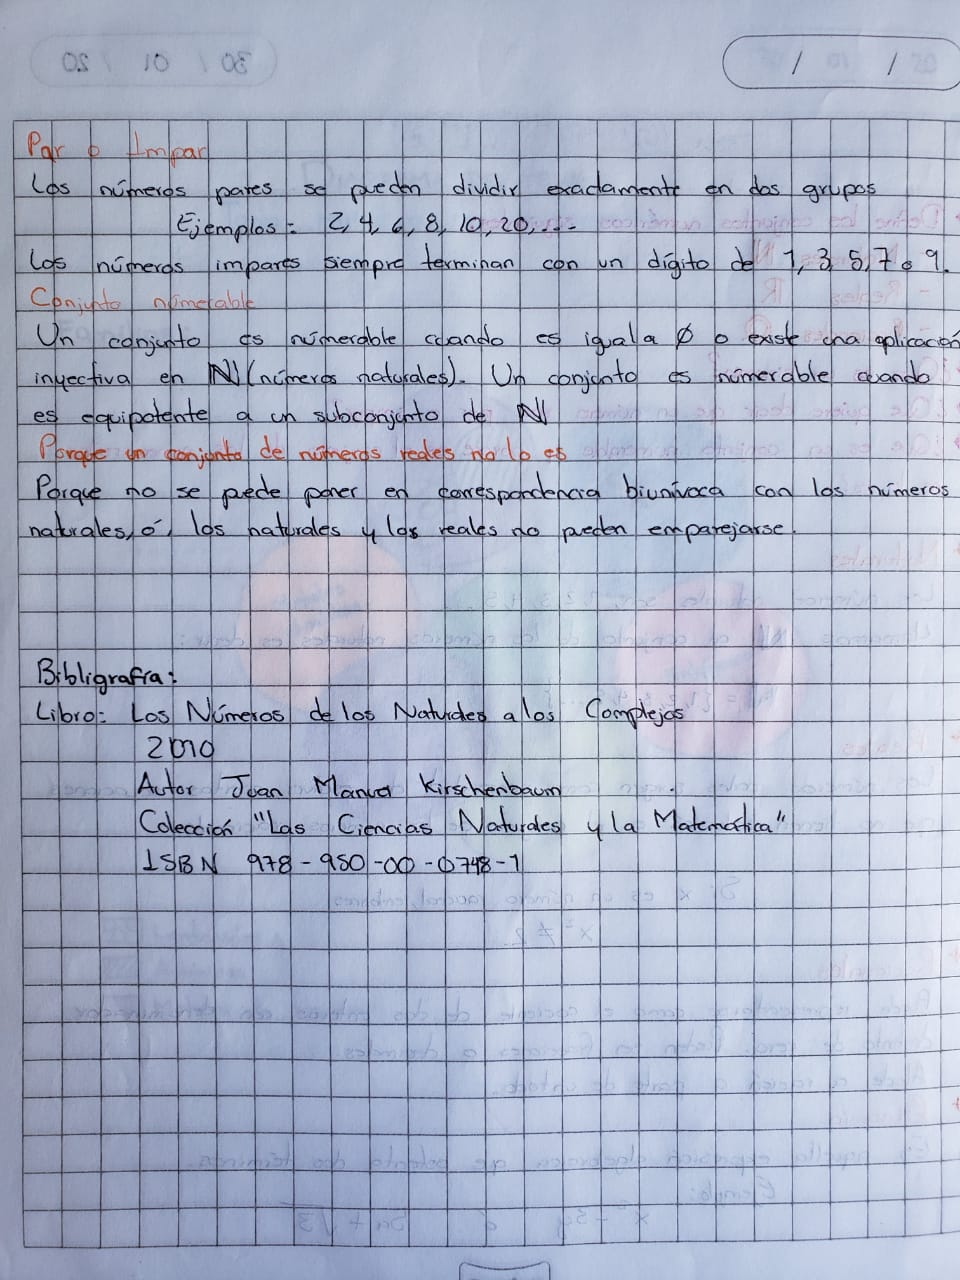 Par o Impar
Los números pares se pueden dividir exactamente en dos grupos
Ejemplos: 2, 4, 6, 8, 10, 20, ...
Los números impares siempre terminan con un dígito de 1, 3, 5, 7 o 9.
Conjunto númerable
Un conjunto es númerable cuando es igual a Ø o existe una aplicación
inyectiva en ℕ (números naturales). Un conjunto es númerable cuando
es equipotente a un subconjunto de ℕ
Porque un conjunto de números reales no lo es
Porque no se puede poner en correspondencia biunívoca con los números
naturales, ó, los naturales y los reales no pueden emparejarse.
Bibligrafía:
Libro: Los Números de los Naturales a los Complejos
2010
Autor Juan Manuel Kirschenbaum
Colección "Las Ciencias Naturales y la Matemática"
ISBN 978-950-00-0748-1